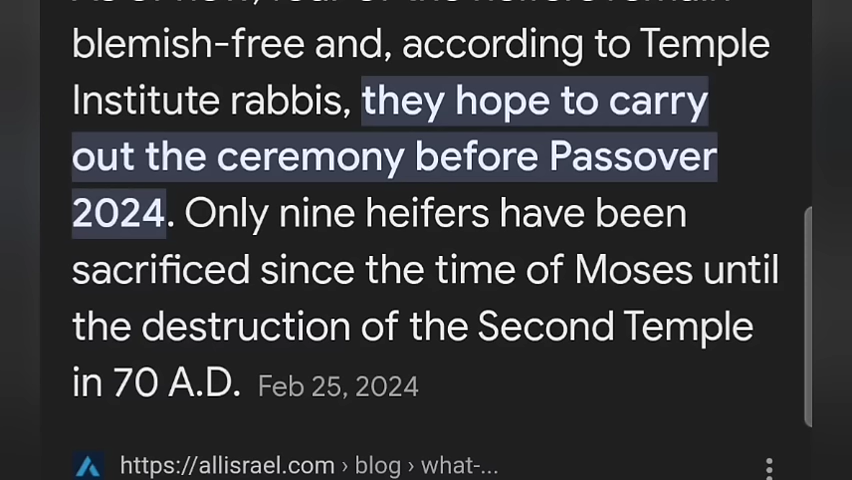 blemish-free and, according to Temple
Institute rabbis, they hope to carry
out the ceremony before Passover
2024. Only nine heifers have been
sacrificed since the time of Moses until
the destruction of the Second Temple
in 70 A.D. Feb 25, 2024
https://allisrael.com › blog › what-...